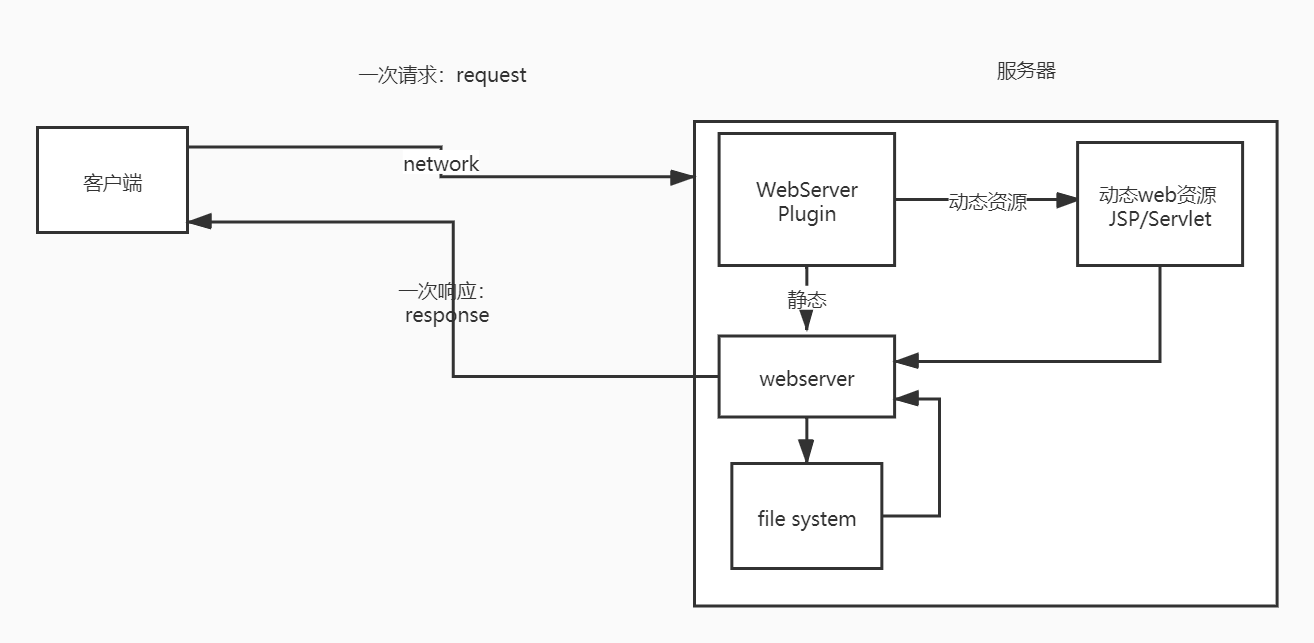 一次请求：request
服务器
客户端
network
WebServer
Plugin
动态资源
动态web资源
JSP/Servlet
一次响应：
response
静态
webserver
file system